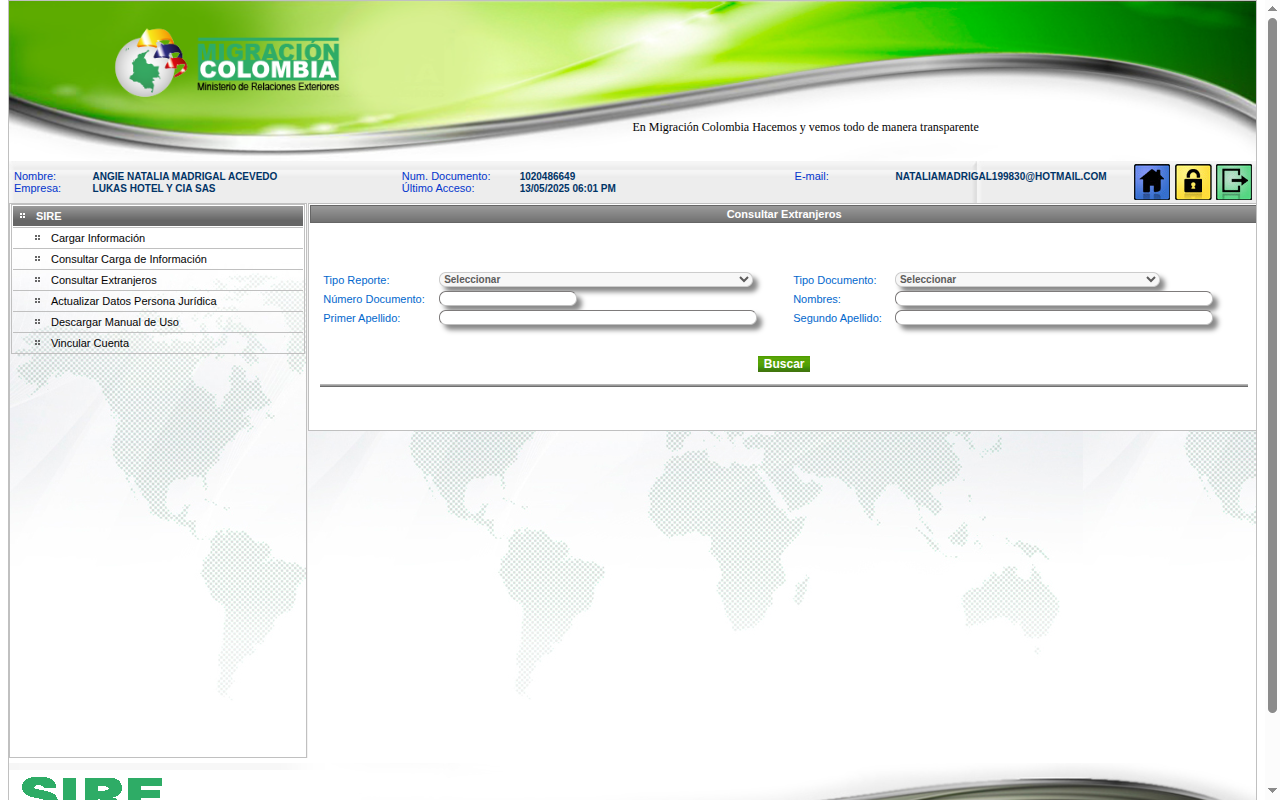 MIGRACIÓN
COLOMBIA
Ministerio de Relaciones Exteriores
En Migración Colombia Hacemos y vemos todo de manera transparente
Nombre: ANGIE NATALIA MADRIGAL ACEVEDO Num. Documento: 1020486649 E-mail: NATALIAMADRIGAL199830@HOTMAIL.COM
Empresa: LUKAS HOTEL Y CIA SAS Último Acceso: 13/05/2025 06:01 PM
SIRE
Cargar Información
Consultar Carga de Información
Consultar Extranjeros
Actualizar Datos Persona Jurídica
Descargar Manual de Uso
Vincular Cuenta
Consultar Extranjeros
Tipo Reporte: Seleccionar Tipo Documento: Seleccionar
Número Documento: Nombres:
Primer Apellido: Segundo Apellido:
Buscar
SIRE